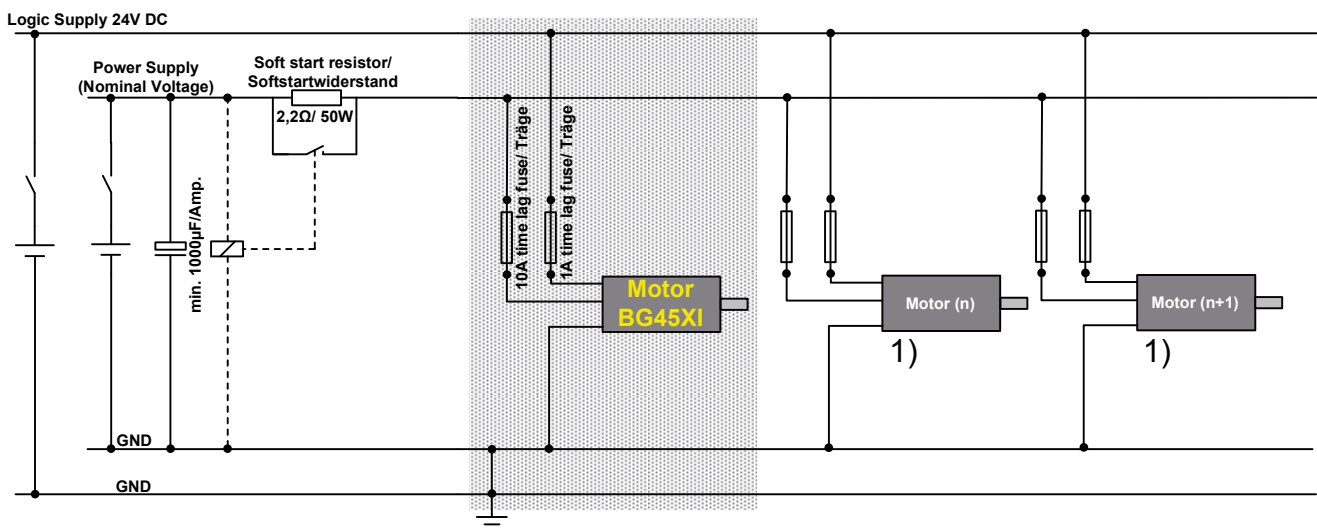 Logic Supply 24V DC
Power Supply
(Nominal Voltage)
Soft start resistor/
Softstartwiderstand
2,2Ω/ 50W
min. 1000µF/Amp.
10A time lag fuse/ Träge
1A time lag fuse/ Träge
Motor
BG45XI
Motor (n)
1)
Motor (n+1)
1)
GND
GND